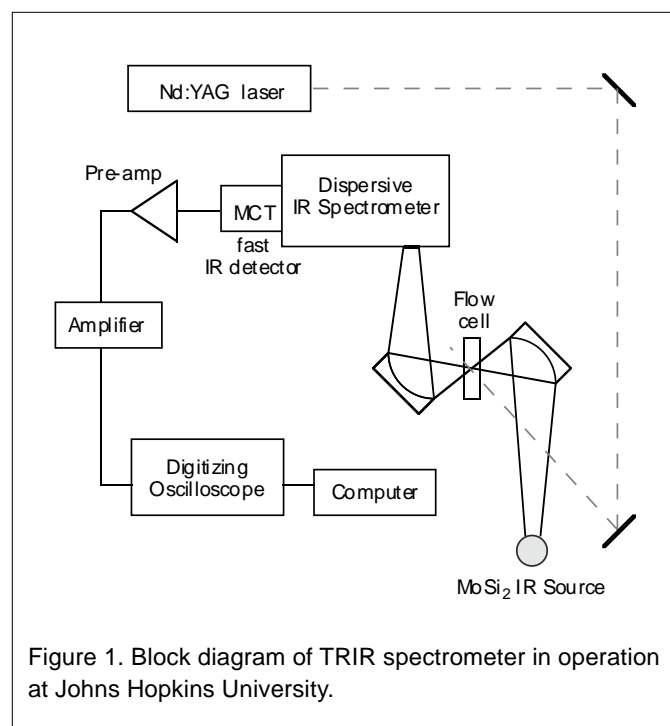 Nd:YAG laser
Pre-amp
MCT
fast
IR detector
Dispersive
IR Spectrometer
Flow
cell
Amplifier
Digitizing
Oscilloscope
Computer
MoSi₂ IR Source
Figure 1. Block diagram of TRIR spectrometer in operation
at Johns Hopkins University.